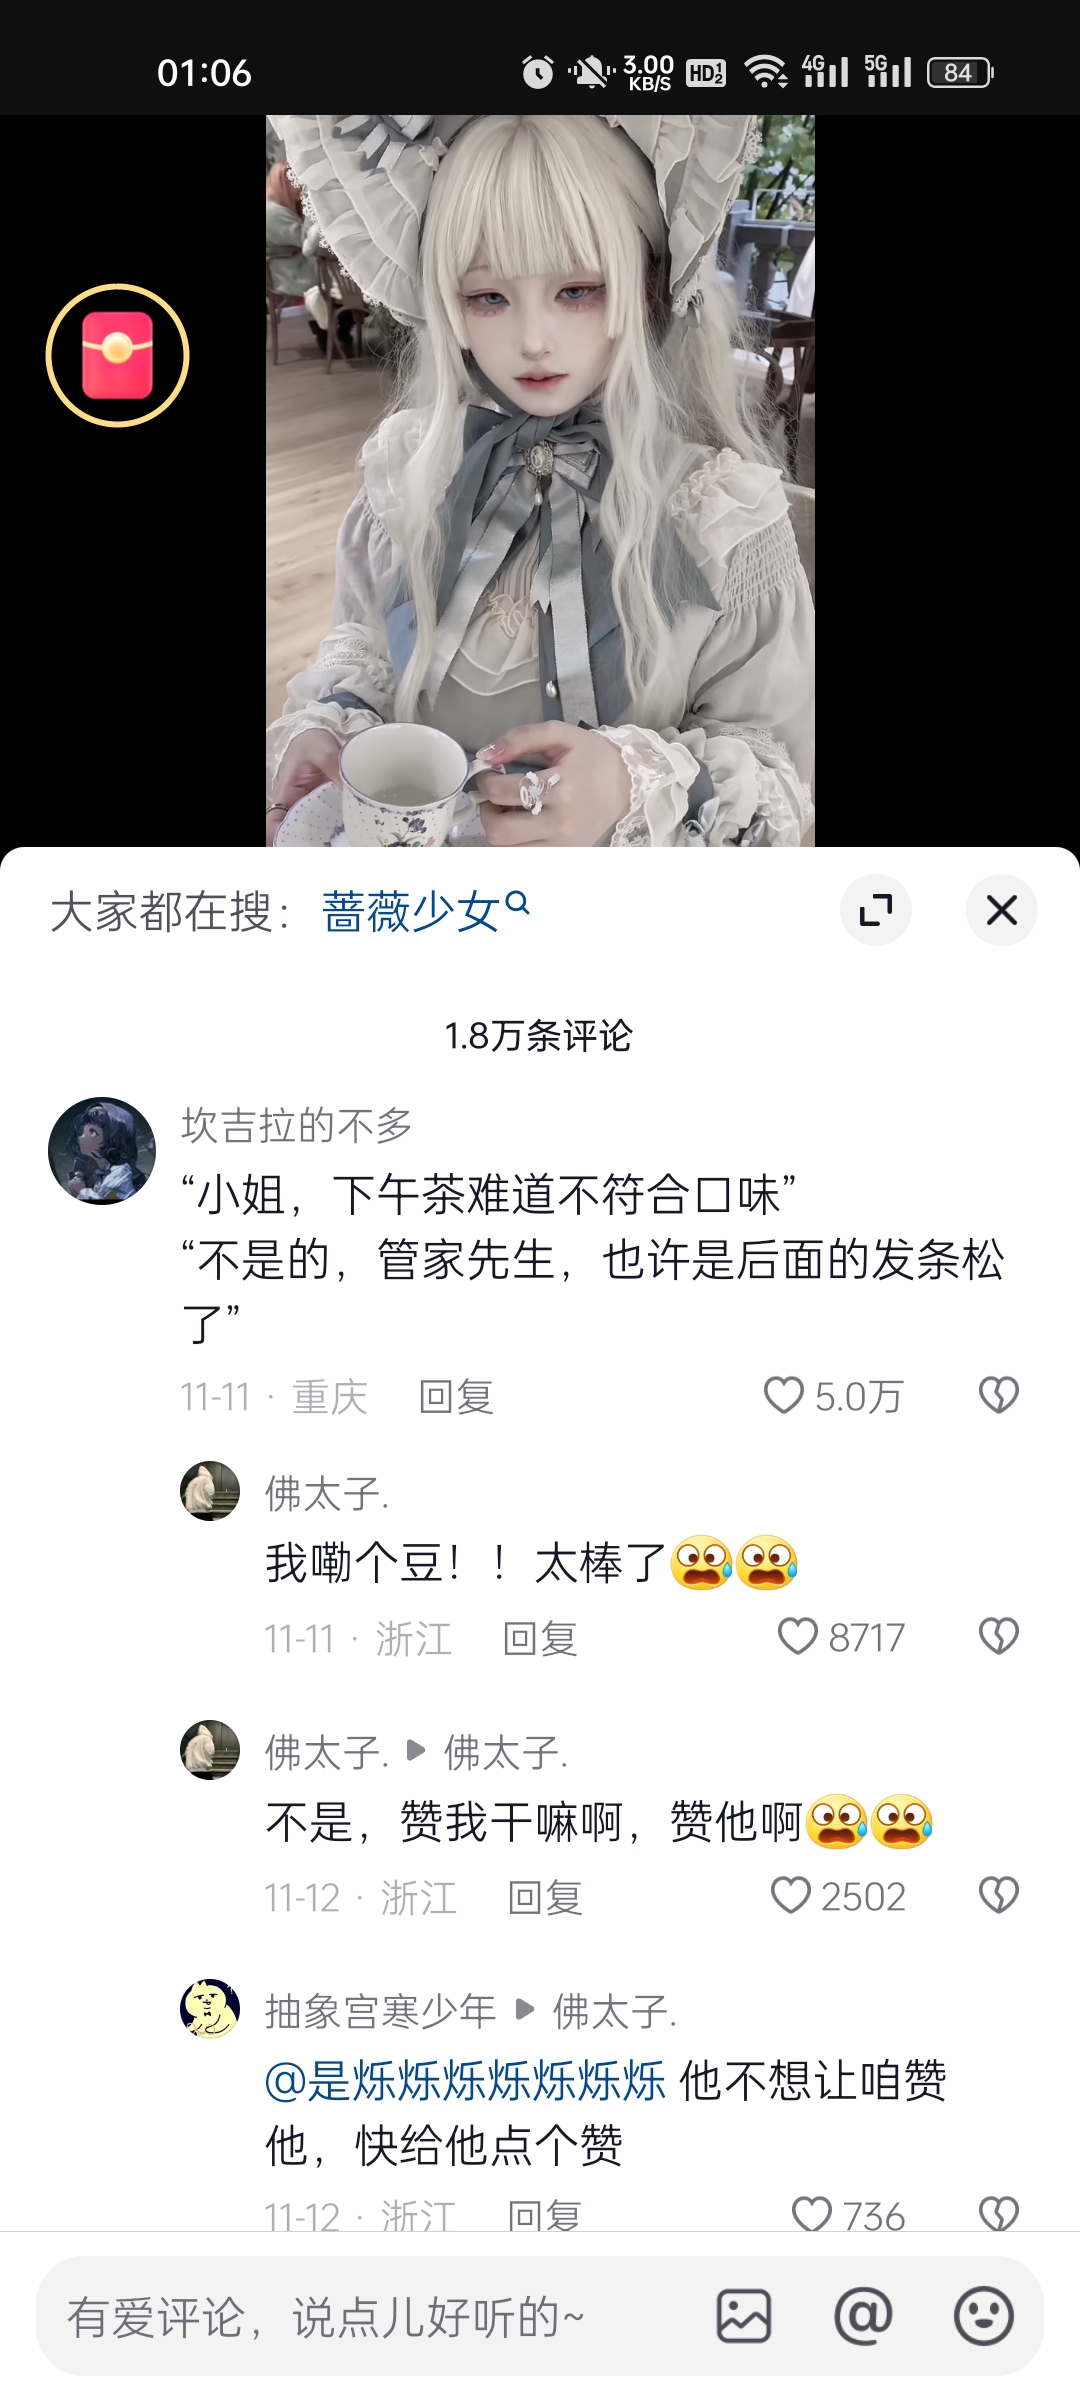 01:06
3.00 KB/S HD 1 2 4G 5G 84
大家都在搜：蔷薇少女
1.8万条评论
坎吉拉的不多
“小姐，下午茶难道不符合口味”
“不是的，管家先生，也许是后面的发条松
了”
11-11 · 重庆 回复 5.0万
佛太子.
我嘞个豆！！太棒了😨😨
11-11 · 浙江 回复 8717
佛太子. ▶ 佛太子.
不是，赞我干嘛啊，赞他啊😨😨
11-12 · 浙江 回复 2502
抽象宫寒少年 ▶ 佛太子.
@是烁烁烁烁烁烁烁 他不想让咱赞
他，快给他点个赞
11-12 · 浙江 回复 736
有爱评论，说点儿好听的~